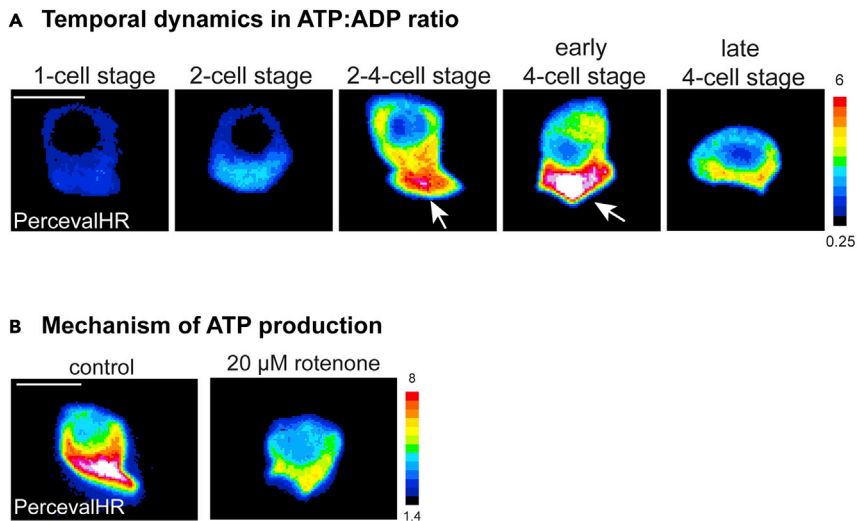 A Temporal dynamics in ATP:ADP ratio
1-cell stage
2-cell stage
2-4-cell stage
early
4-cell stage
late
4-cell stage
6
PercevalHR
0.25
B Mechanism of ATP production
control
20 µM rotenone
8
PercevalHR
1.4